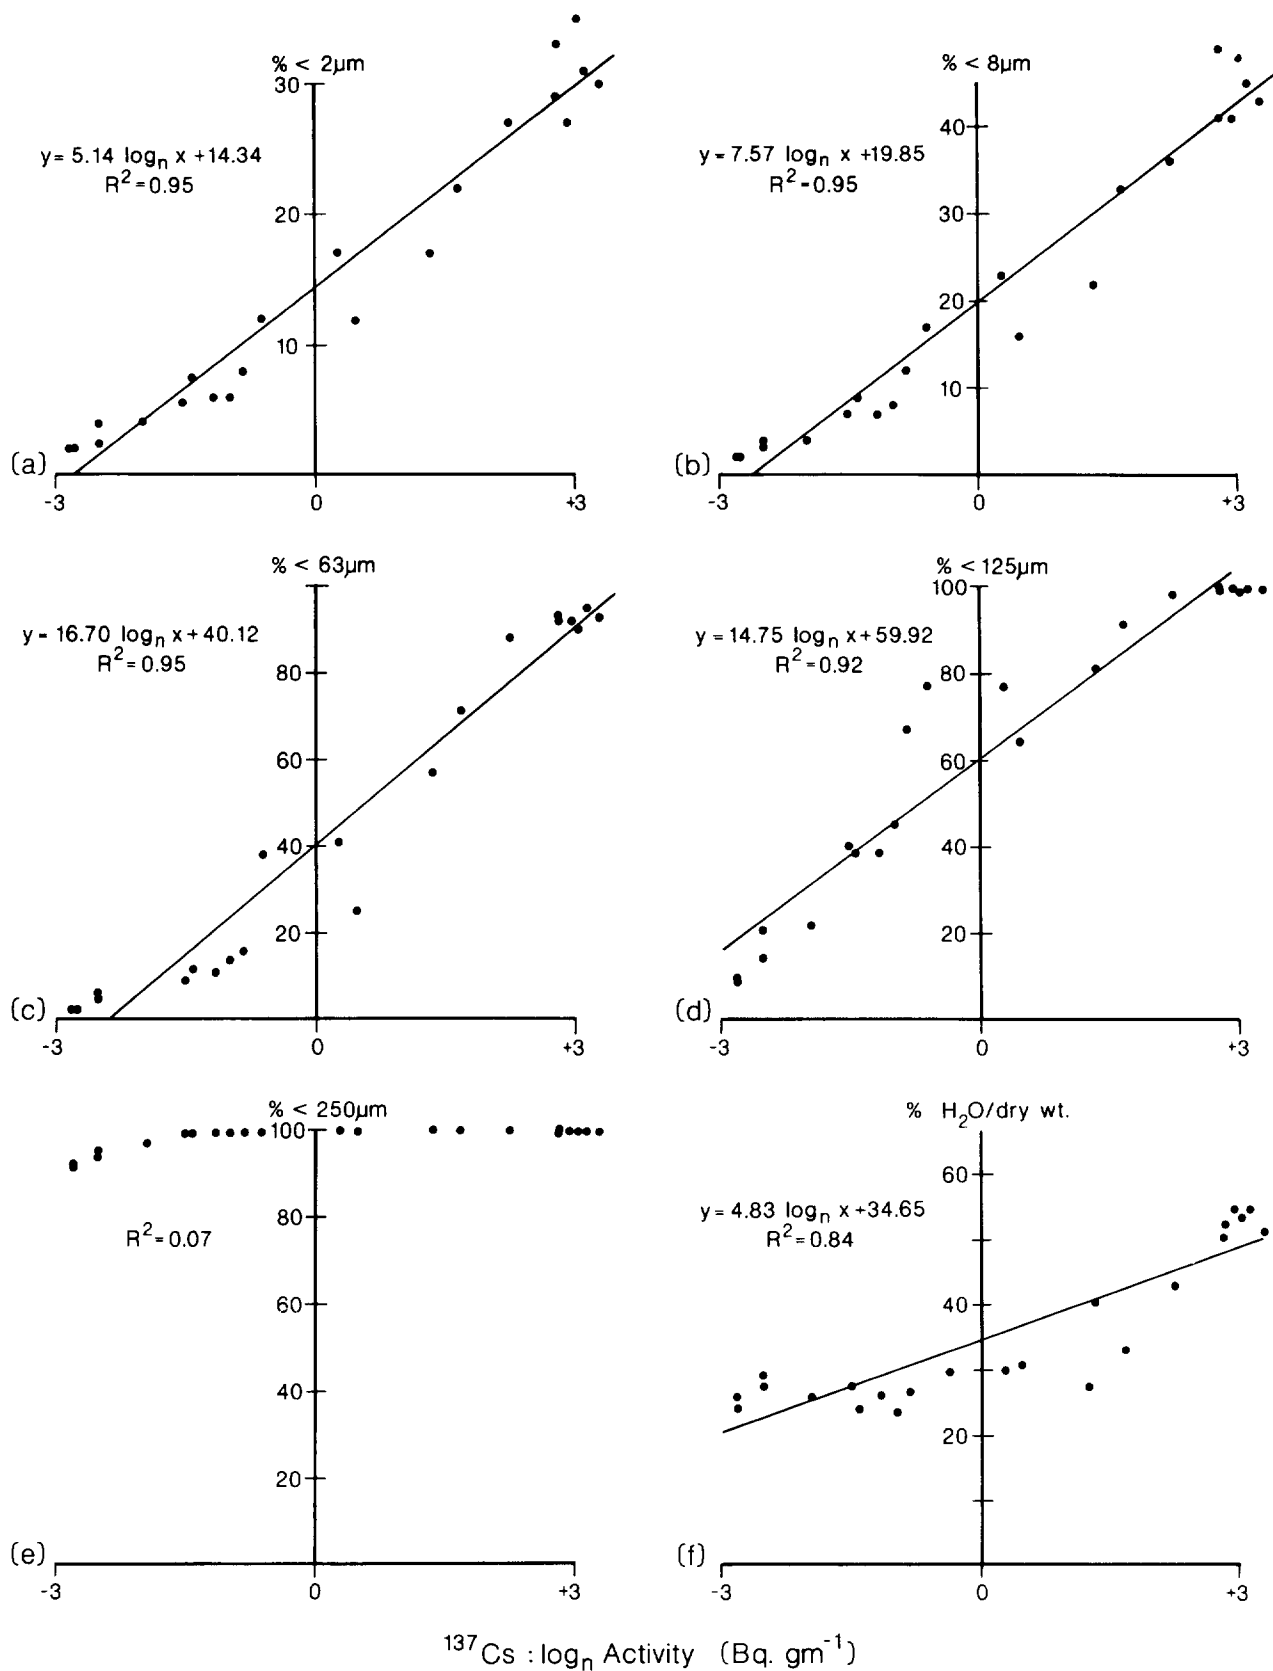 % < 2μm
30
20
10
y = 5.14 logₙ x + 14.34
R² = 0.95
(a)
-3 0 +3
% < 8μm
40
30
20
10
y = 7.57 logₙ x + 19.85
R² = 0.95
(b)
-3 0 +3
% < 63μm
80
60
40
20
y = 16.70 logₙ x + 40.12
R² = 0.95
(c)
-3 0 +3
% < 125μm
100
80
60
40
20
y = 14.75 logₙ x + 59.92
R² = 0.92
(d)
-3 0 +3
% < 250μm
100
80
60
40
20
R² = 0.07
(e)
-3 0 +3
% H₂O/dry wt.
60
40
20
y = 4.83 logₙ x + 34.65
R² = 0.84
(f)
-3 0 +3
¹³⁷Cs : logₙ Activity (Bq. gm⁻¹)